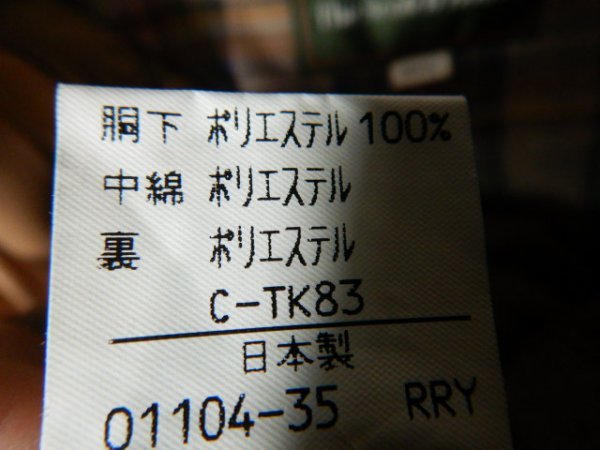 胴下 ポリエステル 100%
中綿 ポリエステル
裏 ポリエステル
C-TK83
日本製
01104-35 RRY